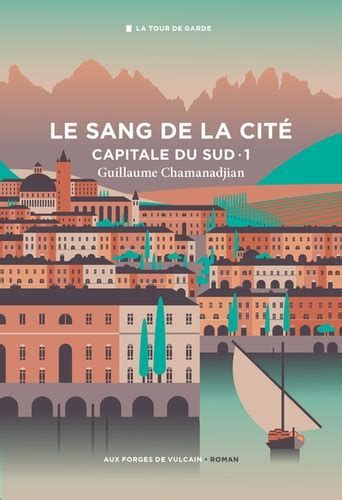 LA TOUR DE GARDE
LE SANG DE LA CITÉ
CAPITALE DU SUD • 1
Guillaume Chamanadjian
AUX FORGES DE VULCAIN • ROMAN